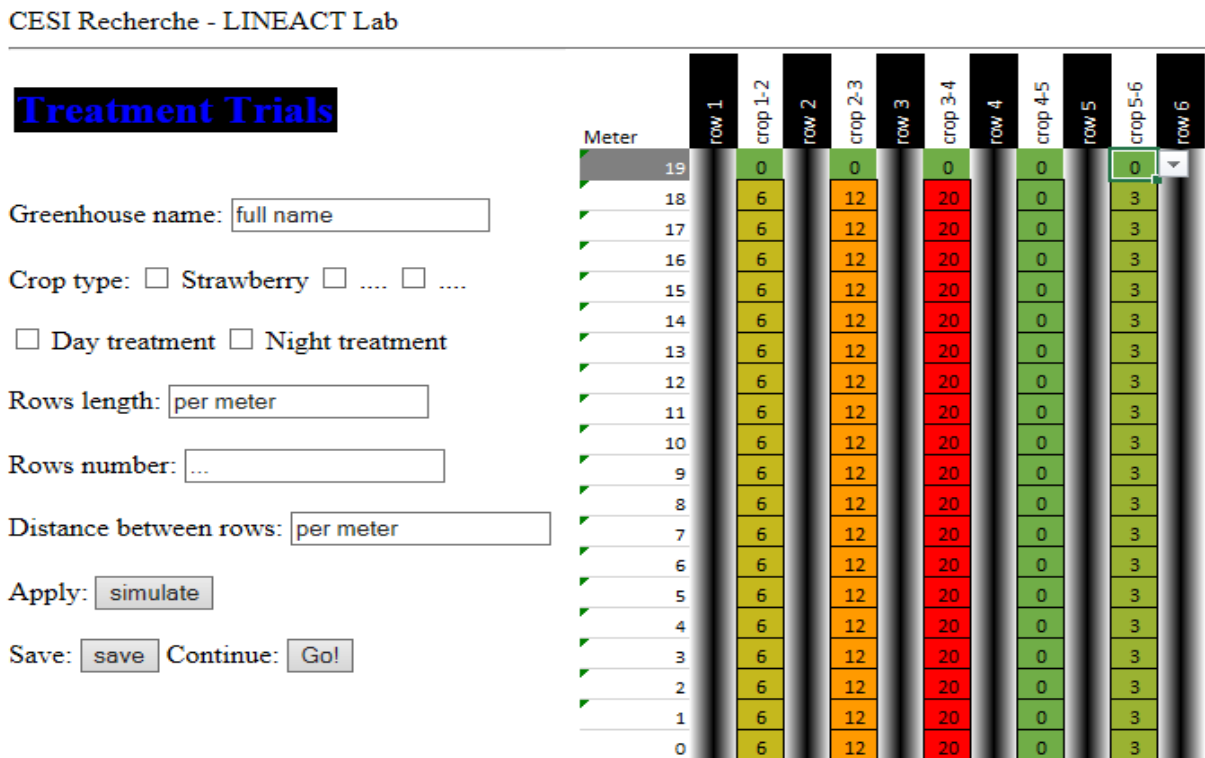 CESI Recherche - LINEACT Lab
Treatment Trials
Greenhouse name: full name
Crop type: Strawberry .... ....
Day treatment Night treatment
Rows length: per meter
Rows number: ...
Distance between rows: per meter
Apply: simulate
Save: save Continue: Go!
Meter row 1 crop 1-2 row 2 crop 2-3 row 3 crop 3-4 row 4 crop 4-5 row 5 crop 5-6 row 6
19 0 0 0 0 0
18 6 12 20 0 3
17 6 12 20 0 3
16 6 12 20 0 3
15 6 12 20 0 3
14 6 12 20 0 3
13 6 12 20 0 3
12 6 12 20 0 3
11 6 12 20 0 3
10 6 12 20 0 3
9 6 12 20 0 3
8 6 12 20 0 3
7 6 12 20 0 3
6 6 12 20 0 3
5 6 12 20 0 3
4 6 12 20 0 3
3 6 12 20 0 3
2 6 12 20 0 3
1 6 12 20 0 3
0 6 12 20 0 3